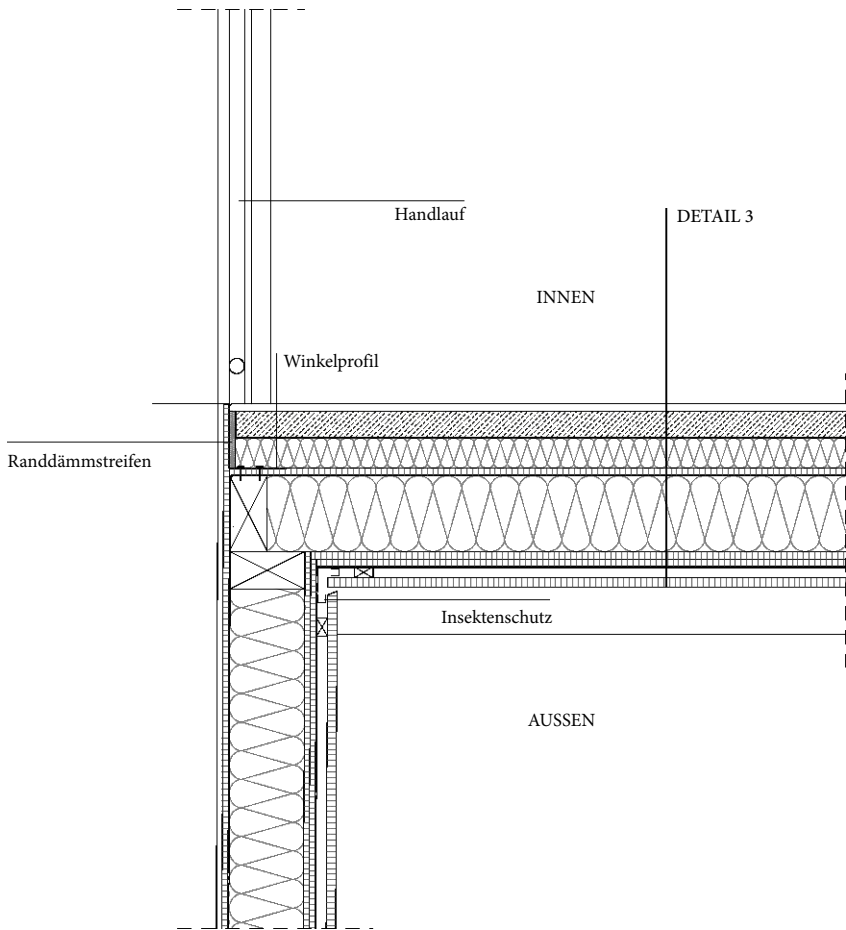 Handlauf
DETAIL 3
INNEN
Winkelprofil
Randdämmstreifen
Insektenschutz
AUSSEN